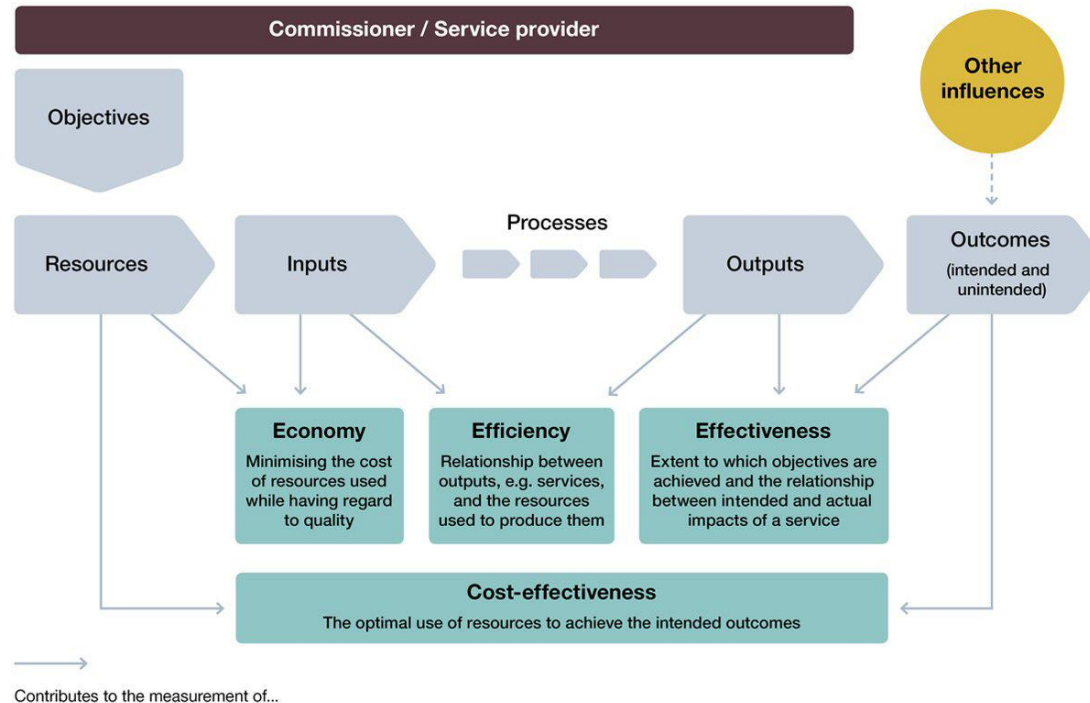 Commissioner / Service provider
Other
influences
Objectives
Resources
Inputs
Processes
Outputs
Outcomes
(intended and
unintended)
Economy
Minimising the cost
of resources used
while having regard
to quality
Efficiency
Relationship between
outputs, e.g. services,
and the resources
used to produce them
Effectiveness
Extent to which objectives are
achieved and the relationship
between intended and actual
impacts of a service
Cost-effectiveness
The optimal use of resources to achieve the intended outcomes
Contributes to the measurement of...